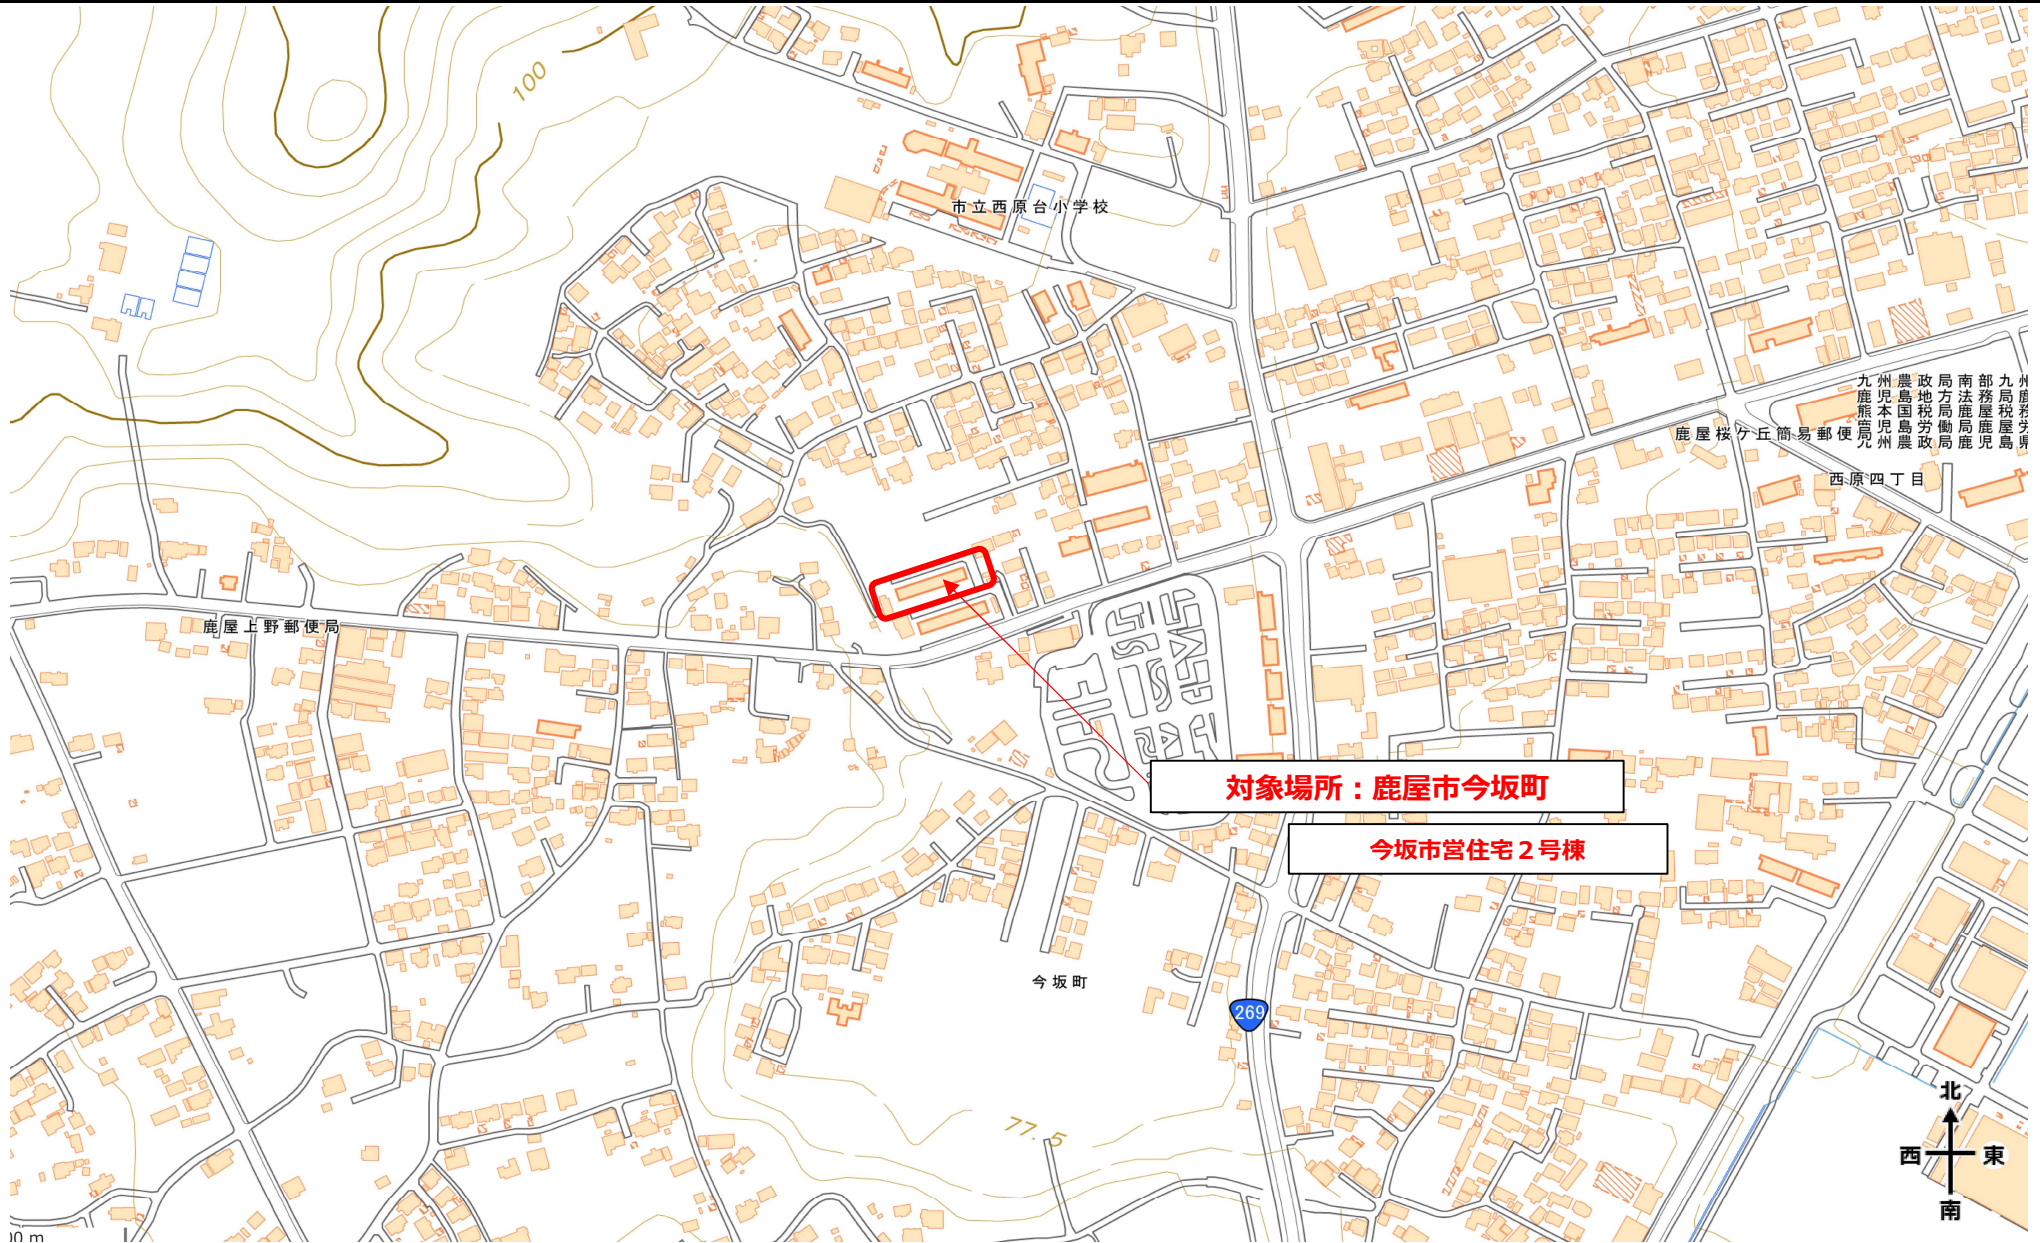 100
市立西原台小学校
九州農政局南部九州
鹿児島地方法務局鹿
熊本国税局鹿屋税務
鹿児島労働局鹿屋労
九州農政局鹿児島県
鹿屋桜ケ丘簡易郵便局
西原四丁目
鹿屋上野郵便局
対象場所：鹿屋市今坂町
今坂市営住宅２号棟
今坂町
269
77.5
北
西 東
南
00 m